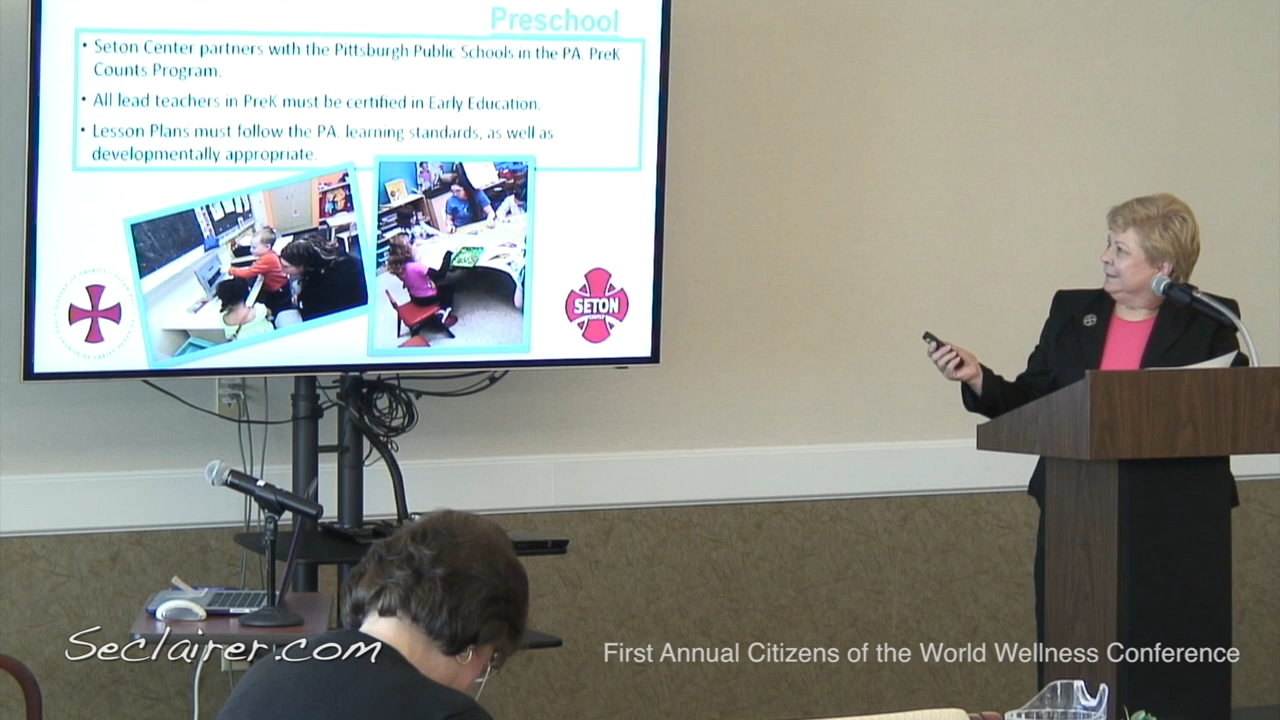 Preschool
• Seton Center partners with the Pittsburgh Public Schools in the PA. PreK
Counts Program.
• All lead teachers in PreK must be certified in Early Education.
• Lesson Plans must follow the PA. learning standards, as well as
developmentally appropriate.
SETON
CENTER
Seclairer.com
First Annual Citizens of the World Wellness Conference